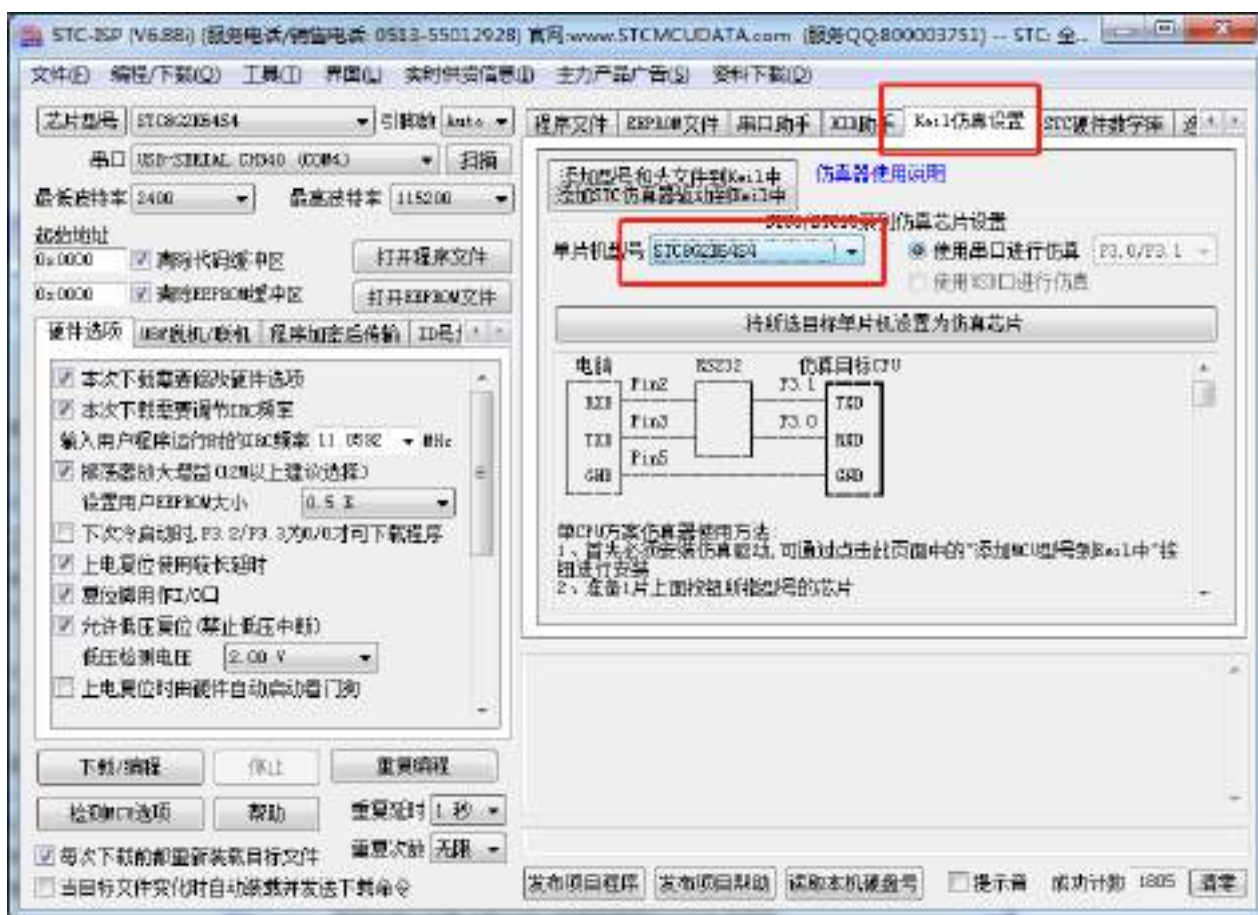 STC-ISP (V6.88i) (服务电话/销售电话: 0513-55012928) 官网:www.STCMCUDATA.com (服务QQ:800003751) -- STC: 全...
文件(F) 编程/下载(Q) 工具(T) 界面(L) 实时供货信息(I) 主力产品广告(S) 资料下载(D)
芯片型号 STC8G2K64S4 引脚数 Auto
串口 USB-SERIAL CH340 (COM4) 扫描
最低波特率 2400 最高波特率 115200
起始地址
0x0000 清除代码缓冲区 打开程序文件
0x0000 清除EEPROM缓冲区 打开EEPROM文件
硬件选项 USB脱机/联机 程序加密后传输 ID号
本次下载需要修改硬件选项
本次下载需要调节IRC频率
输入用户程序运行时的IRC频率 11.0592 MHz
振荡器放大增益(12M以上建议选择)
设置用户EEPROM大小 0.5 K
下次冷启动时,P3.2/P3.3为0/0才可下载程序
上电复位使用较长延时
复位脚用作I/O口
允许低压复位(禁止低压中断)
低压检测电压 2.00 V
上电复位时由硬件自动启动看门狗
下载/编程 停止 重复编程
检测MCU选项 帮助 重复延时 1 秒
每次下载前都重新装载目标文件 重复次数 无限
当目标文件变化时自动装载并发送下载命令
程序文件 EEPROM文件 串口助手 Keil仿真设置 STC硬件数学库
添加型号和头文件到Keil中
添加STC仿真器驱动到Keil中
仿真器使用说明
系列仿真芯片设置
单片机型号 STC8G2K64S4 使用串口进行仿真 P3.0/P3.1
使用USB口进行仿真
将所选目标单片机设置为仿真芯片
电脑 RS232 仿真目标CPU
Pin2 P3.1
RXD TXD
Pin3 P3.0
TXD RXD
Pin5
GND GND
单CPU方案仿真器使用方法:
1、首先必须安装仿真驱动,可通过点击此页面中的"添加MCU型号到Keil中"按
钮进行安装
2、准备1片上面按钮所指型号的芯片
发布项目程序 发布项目帮助 读取本机硬盘号 提示音 成功计数 1805 清零